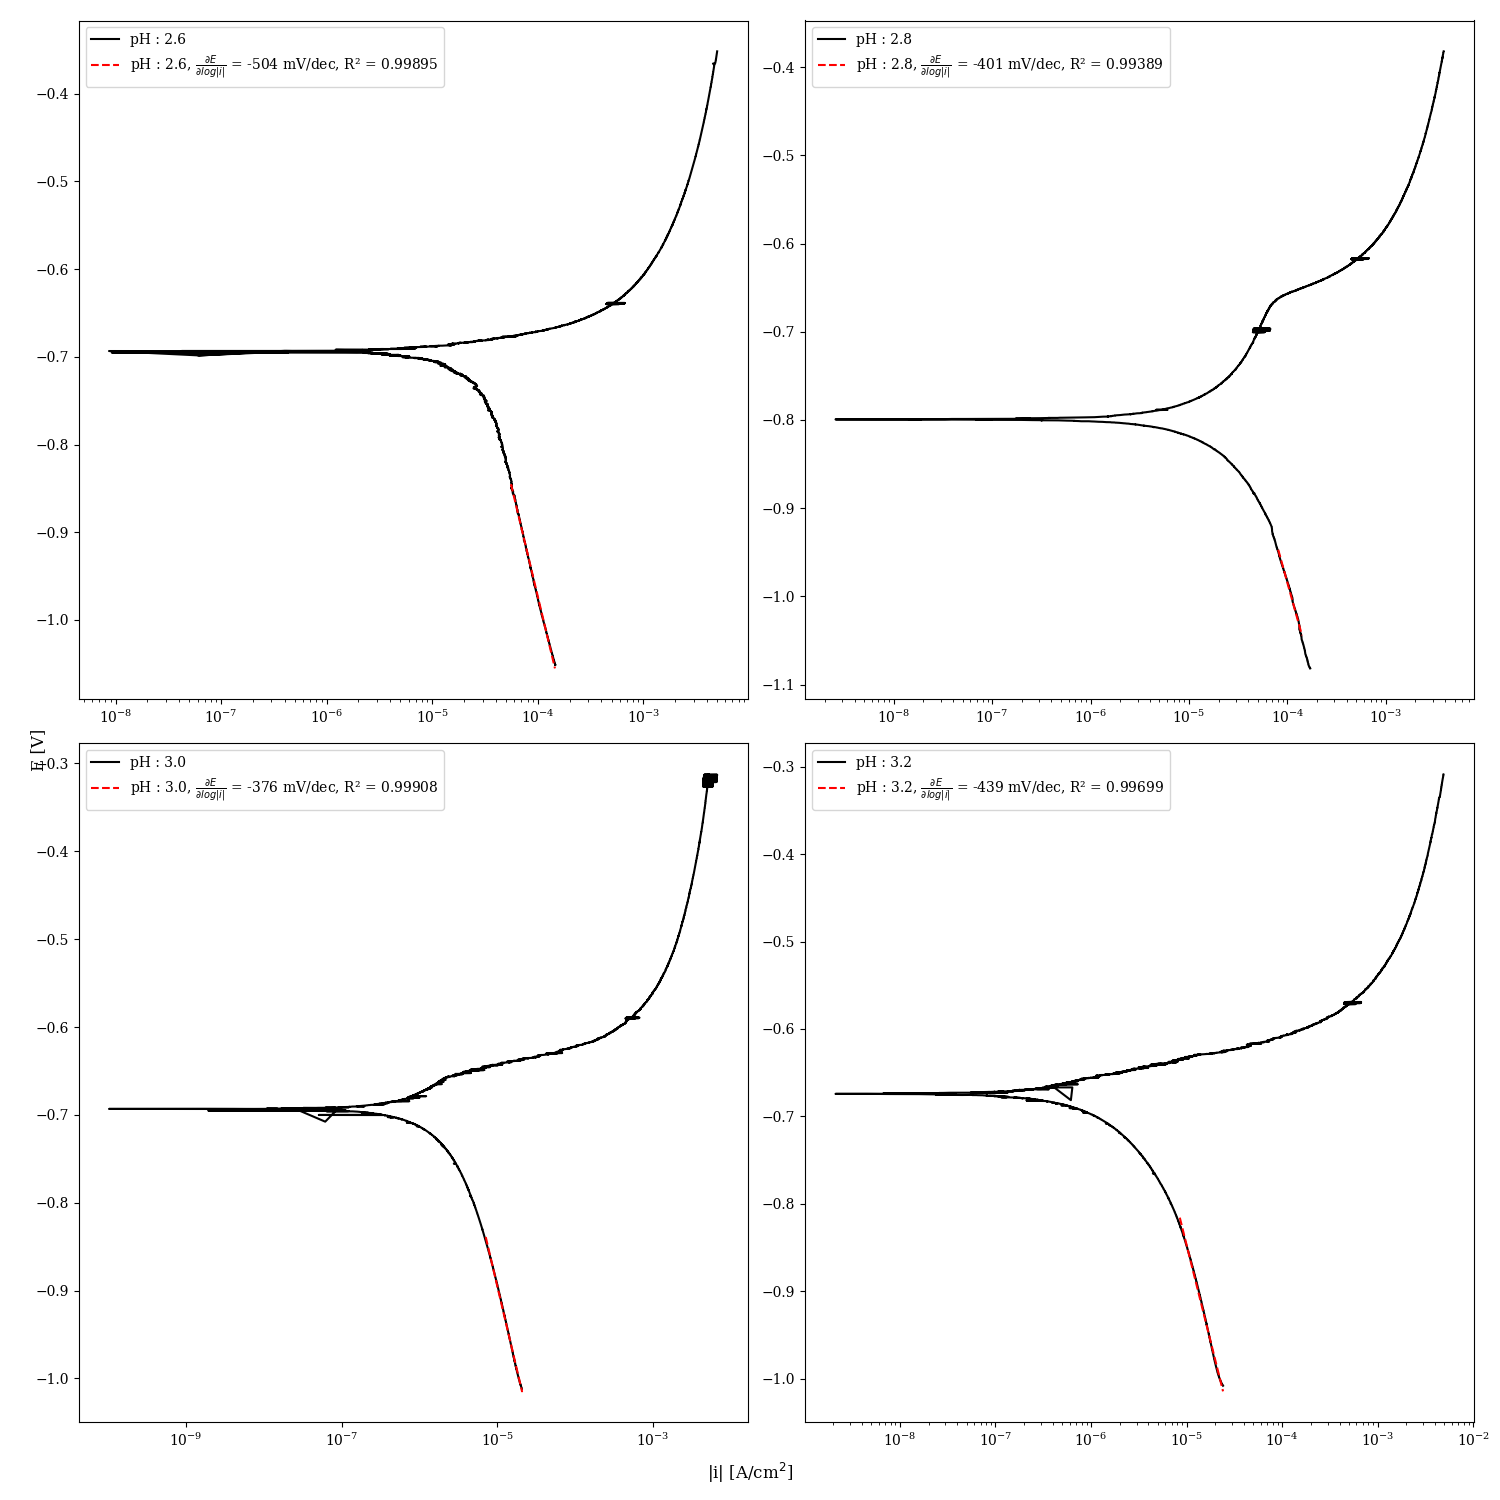 pH : 2.6
pH : 2.6, ∂E/∂log|i| = -504 mV/dec, R² = 0.99895
−0.4
−0.5
−0.6
−0.7
−0.8
−0.9
−1.0
10⁻⁸ 10⁻⁷ 10⁻⁶ 10⁻⁵ 10⁻⁴ 10⁻³
pH : 2.8
pH : 2.8, ∂E/∂log|i| = -401 mV/dec, R² = 0.99389
−0.4
−0.5
−0.6
−0.7
−0.8
−0.9
−1.0
−1.1
10⁻⁸ 10⁻⁷ 10⁻⁶ 10⁻⁵ 10⁻⁴ 10⁻³
E [V]
pH : 3.0
pH : 3.0, ∂E/∂log|i| = -376 mV/dec, R² = 0.99908
−0.3
−0.4
−0.5
−0.6
−0.7
−0.8
−0.9
−1.0
10⁻⁹ 10⁻⁷ 10⁻⁵ 10⁻³
pH : 3.2
pH : 3.2, ∂E/∂log|i| = -439 mV/dec, R² = 0.99699
−0.3
−0.4
−0.5
−0.6
−0.7
−0.8
−0.9
−1.0
10⁻⁸ 10⁻⁷ 10⁻⁶ 10⁻⁵ 10⁻⁴ 10⁻³ 10⁻²
|i| [A/cm²]